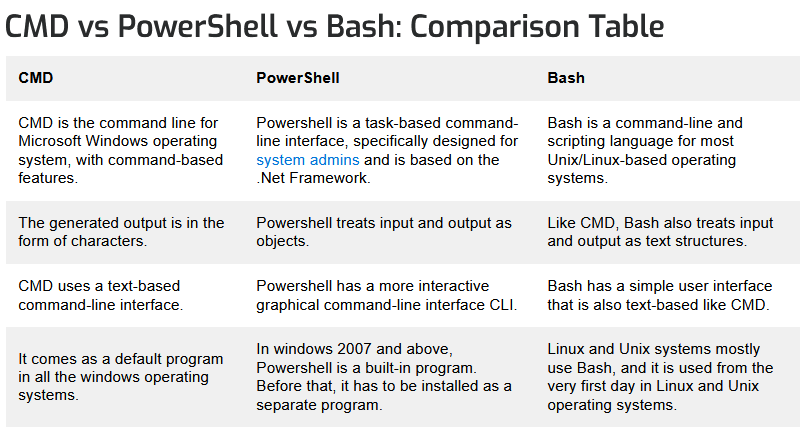 CMD vs PowerShell vs Bash: Comparison Table
CMD
PowerShell
Bash
CMD is the command line for
Microsoft Windows operating
system, with command-based
features.
Powershell is a task-based command-
line interface, specifically designed for
system admins and is based on the
.Net Framework.
Bash is a command-line and
scripting language for most
Unix/Linux-based operating
systems.
The generated output is in the
form of characters.
Powershell treats input and output as
objects.
Like CMD, Bash also treats input
and output as text structures.
CMD uses a text-based
command-line interface.
Powershell has a more interactive
graphical command-line interface CLI.
Bash has a simple user interface
that is also text-based like CMD.
It comes as a default program
in all the windows operating
systems.
In windows 2007 and above,
Powershell is a built-in program.
Before that, it has to be installed as a
separate program.
Linux and Unix systems mostly
use Bash, and it is used from the
very first day in Linux and Unix
operating systems.